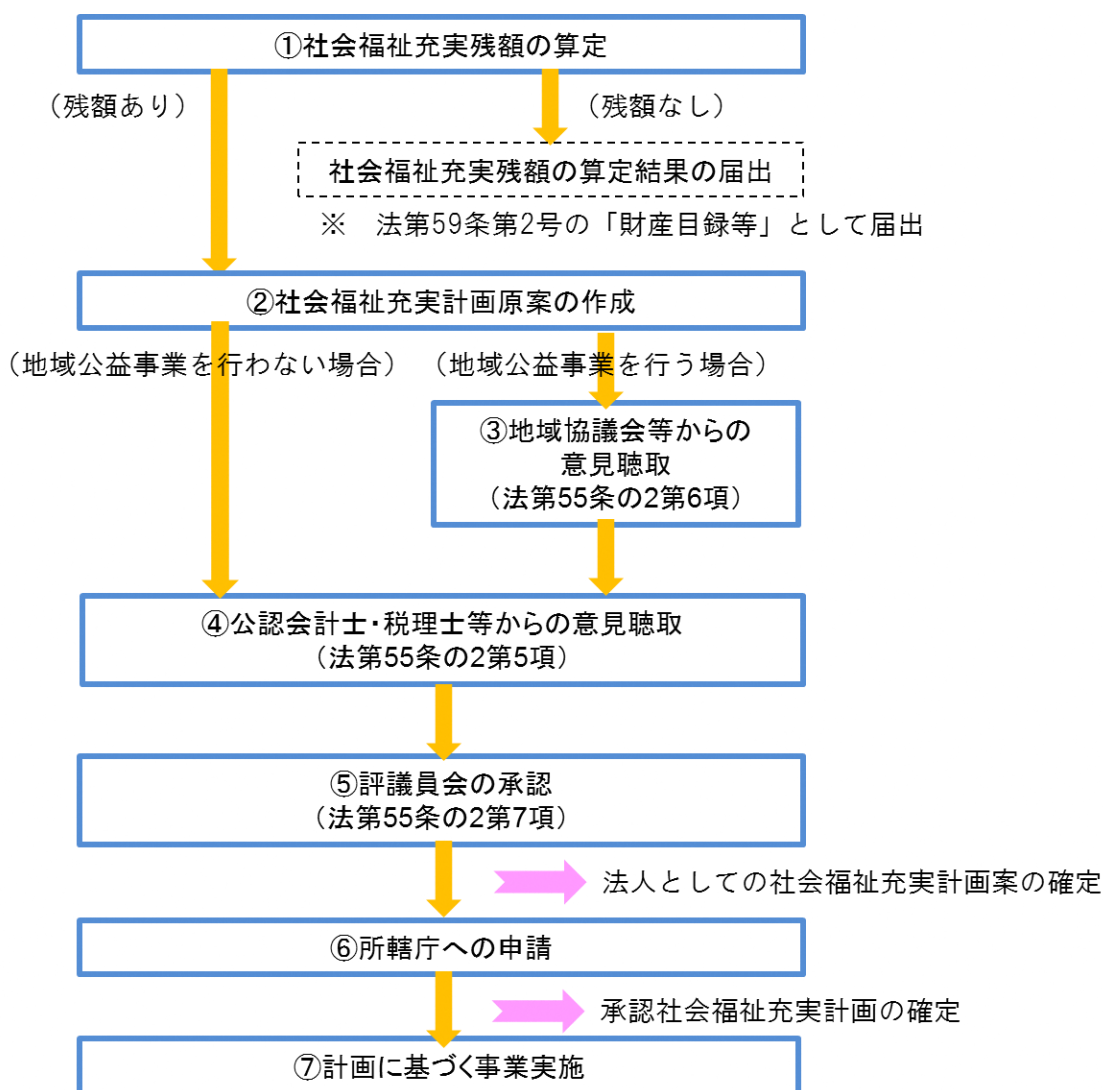 ①社会福祉充実残額の算定
（残額あり）
（残額なし）
社会福祉充実残額の算定結果の届出
※　法第59条第2号の「財産目録等」として届出
②社会福祉充実計画原案の作成
（地域公益事業を行わない場合）
（地域公益事業を行う場合）
③地域協議会等からの
意見聴取
（法第55条の2第6項）
④公認会計士・税理士等からの意見聴取
（法第55条の2第5項）
⑤評議員会の承認
（法第55条の2第7項）
法人としての社会福祉充実計画案の確定
⑥所轄庁への申請
承認社会福祉充実計画の確定
⑦計画に基づく事業実施